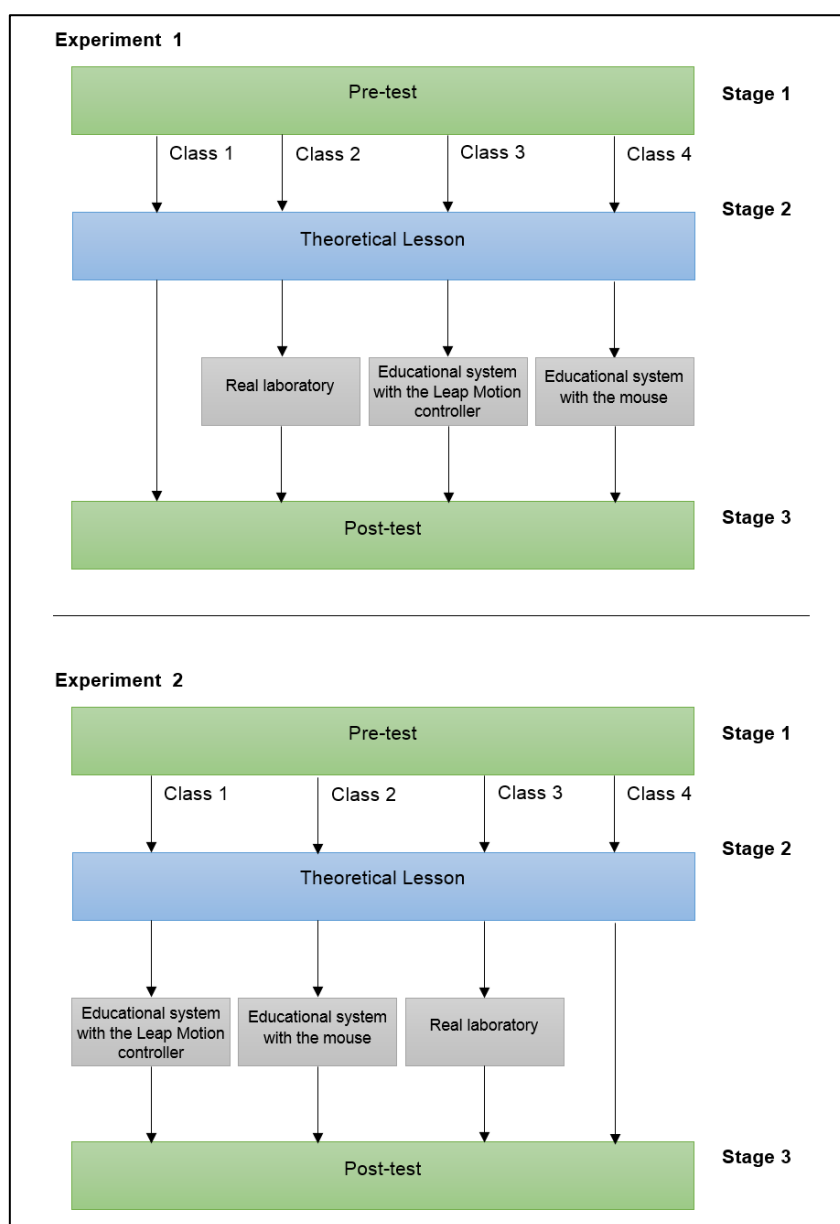 Experiment 1
Pre-test
Stage 1
Class 1
Class 2
Class 3
Class 4
Stage 2
Theoretical Lesson
Real laboratory
Educational system
with the Leap Motion
controller
Educational system
with the mouse
Stage 3
Post-test
Experiment 2
Pre-test
Stage 1
Class 1
Class 2
Class 3
Class 4
Stage 2
Theoretical Lesson
Educational system
with the Leap Motion
controller
Educational system
with the mouse
Real laboratory
Stage 3
Post-test